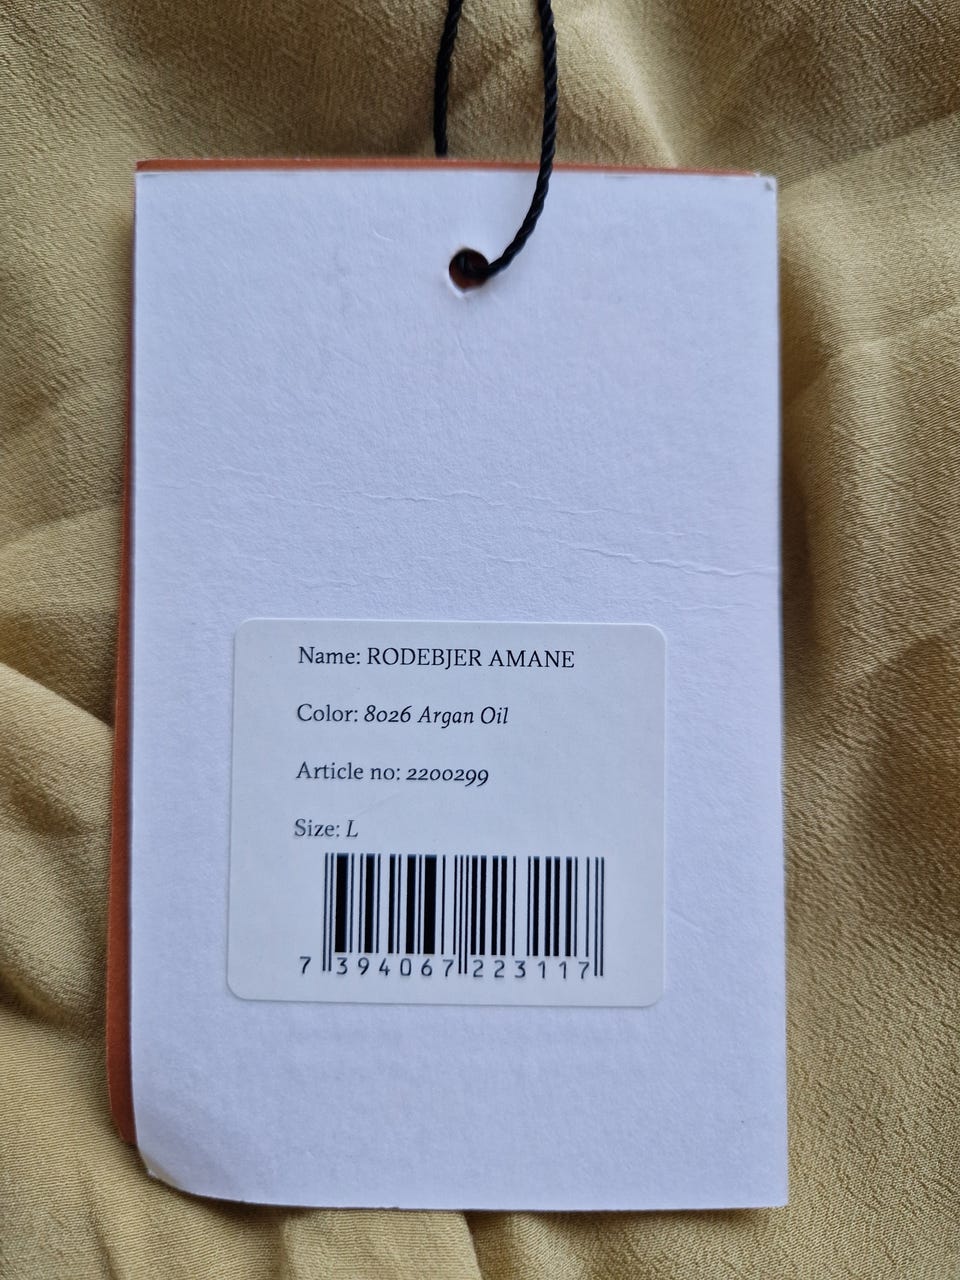 Name: RODEBJER AMANE
Color: 8026 Argan Oil
Article no: 2200299
Size: L
7 394067 223117